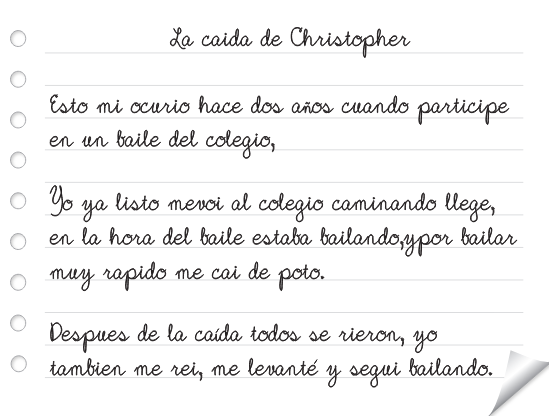 La caida de Christopher
Esto mi ocurio hace dos años cuando participe
en un baile del colegio,
Yo ya listo mevoi al colegio caminando llege,
en la hora del baile estaba bailando,ypor bailar
muy rapido me cai de poto.
Despues de la caída todos se rieron, yo
tambien me rei, me levanté y segui bailando.